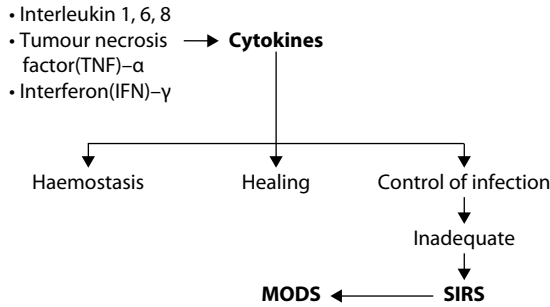 • Interleukin 1, 6, 8
• Tumour necrosis
factor(TNF)–α
• Interferon(IFN)–γ
Cytokines
Haemostasis
Healing
Control of infection
Inadequate
MODS
SIRS